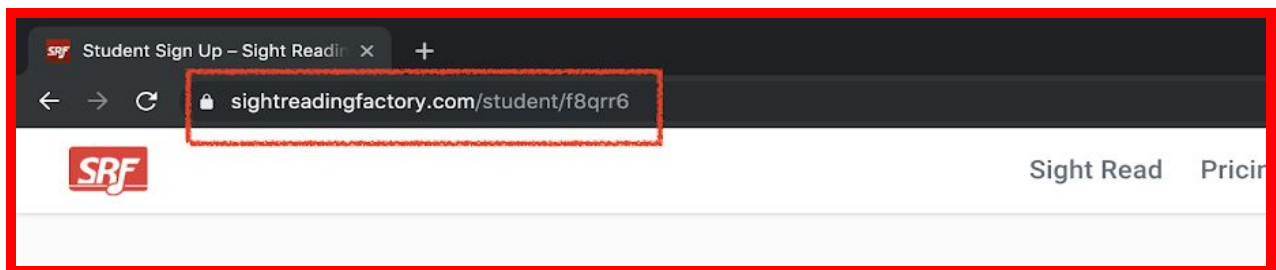 SRF Student Sign Up – Sight Readin
sightreadingfactory.com/student/f8qrr6
SRF Sight Read Pricin